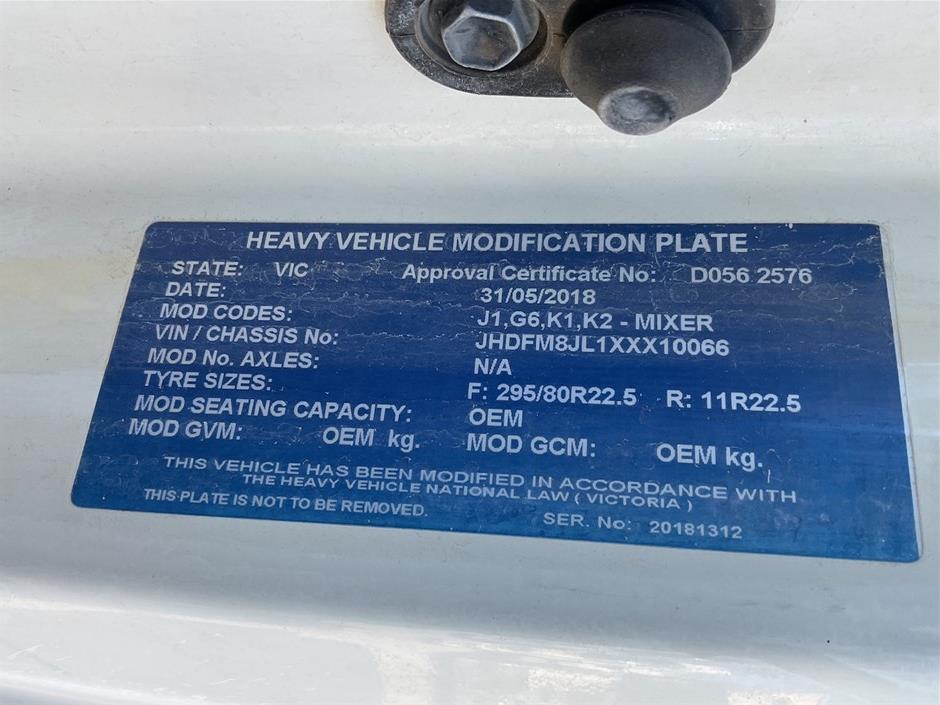 HEAVY VEHICLE MODIFICATION PLATE
STATE: VIC Approval Certificate No: D056 2576
DATE: 31/05/2018
MOD CODES: J1,G6,K1,K2 - MIXER
VIN / CHASSIS No: JHDFM8JL1XXX10066
MOD No. AXLES: N/A
TYRE SIZES: F: 295/80R22.5 R: 11R22.5
MOD SEATING CAPACITY: OEM
MOD GVM: OEM kg. MOD GCM: OEM kg.
THIS VEHICLE HAS BEEN MODIFIED IN ACCORDANCE WITH
THE HEAVY VEHICLE NATIONAL LAW ( VICTORIA )
THIS PLATE IS NOT TO BE REMOVED. SER. No: 20181312